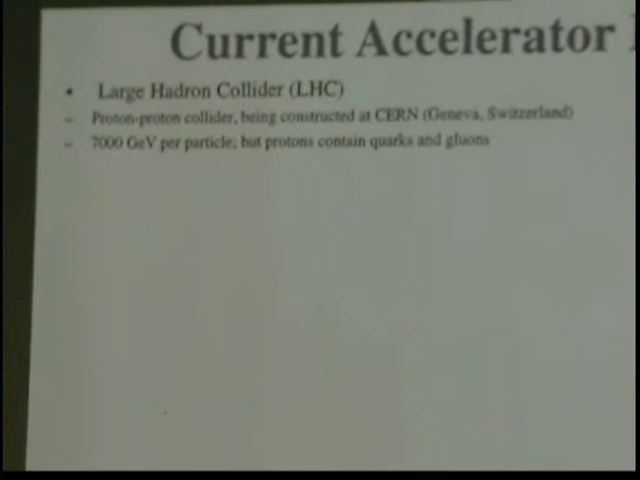 Current Accelerator
• Large Hadron Collider (LHC)
– Proton-proton collider, being constructed at CERN (Geneva, Switzerland)
– 7000 GeV per particle; but protons contain quarks and gluons